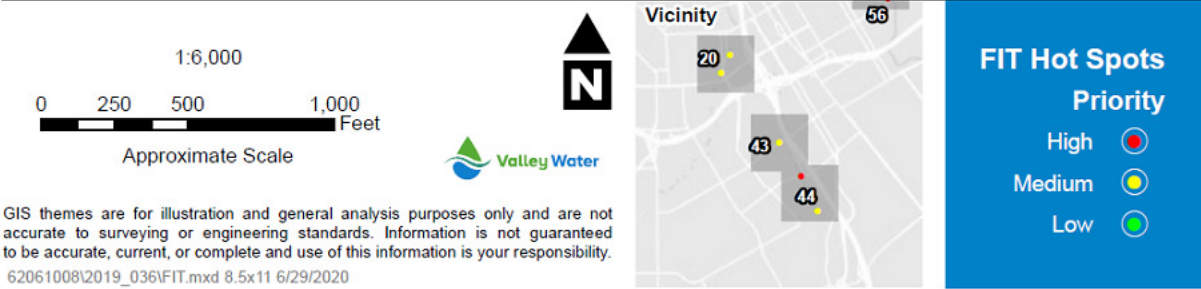 1:6,000
0 250 500 1,000
Feet
Approximate Scale
N
Valley Water
GIS themes are for illustration and general analysis purposes only and are not
accurate to surveying or engineering standards. Information is not guaranteed
to be accurate, current, or complete and use of this information is your responsibility.
62061008\2019_036\FIT.mxd 8.5x11 6/29/2020
Vicinity
56
20
43
44
FIT Hot Spots
Priority
High
Medium
Low